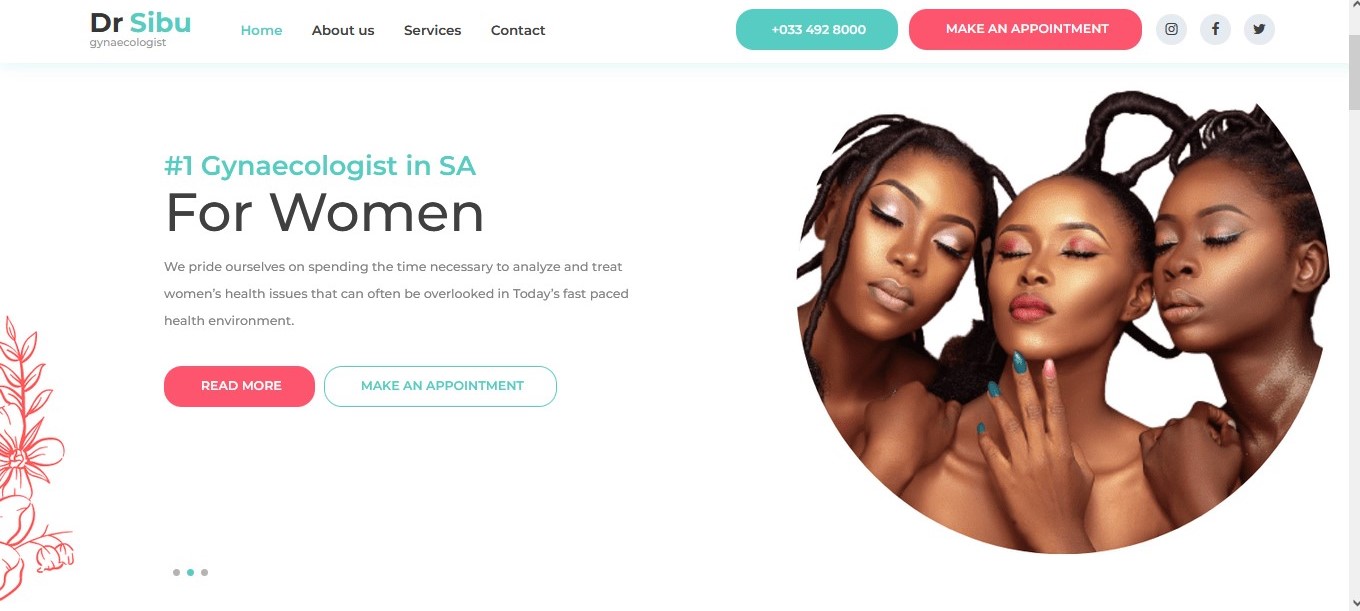 Dr Sibu
gynaecologist
Home
About us
Services
Contact
+033 492 8000
MAKE AN APPOINTMENT
#1 Gynaecologist in SA
For Women
We pride ourselves on spending the time necessary to analyze and treat
women's health issues that can often be overlooked in Today's fast paced
health environment.
READ MORE
MAKE AN APPOINTMENT